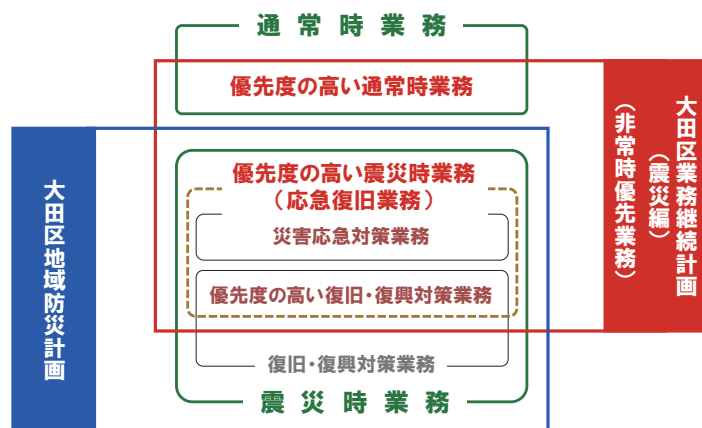 通常時業務
優先度の高い通常時業務
優先度の高い震災時業務
（応急復旧業務）
災害応急対策業務
優先度の高い復旧・復興対策業務
復旧・復興対策業務
震災時業務
大田区地域防災計画
大田区業務継続計画
（震災編）
（非常時優先業務）